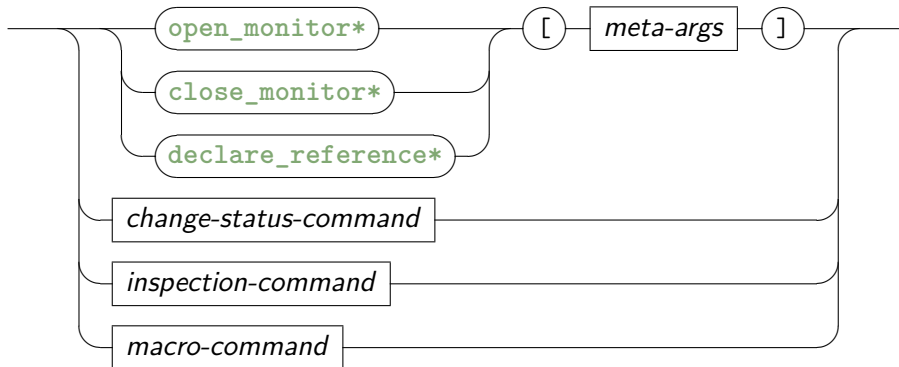 open_monitor* [ meta-args ]
close_monitor*
declare_reference*
change-status-command
inspection-command
macro-command